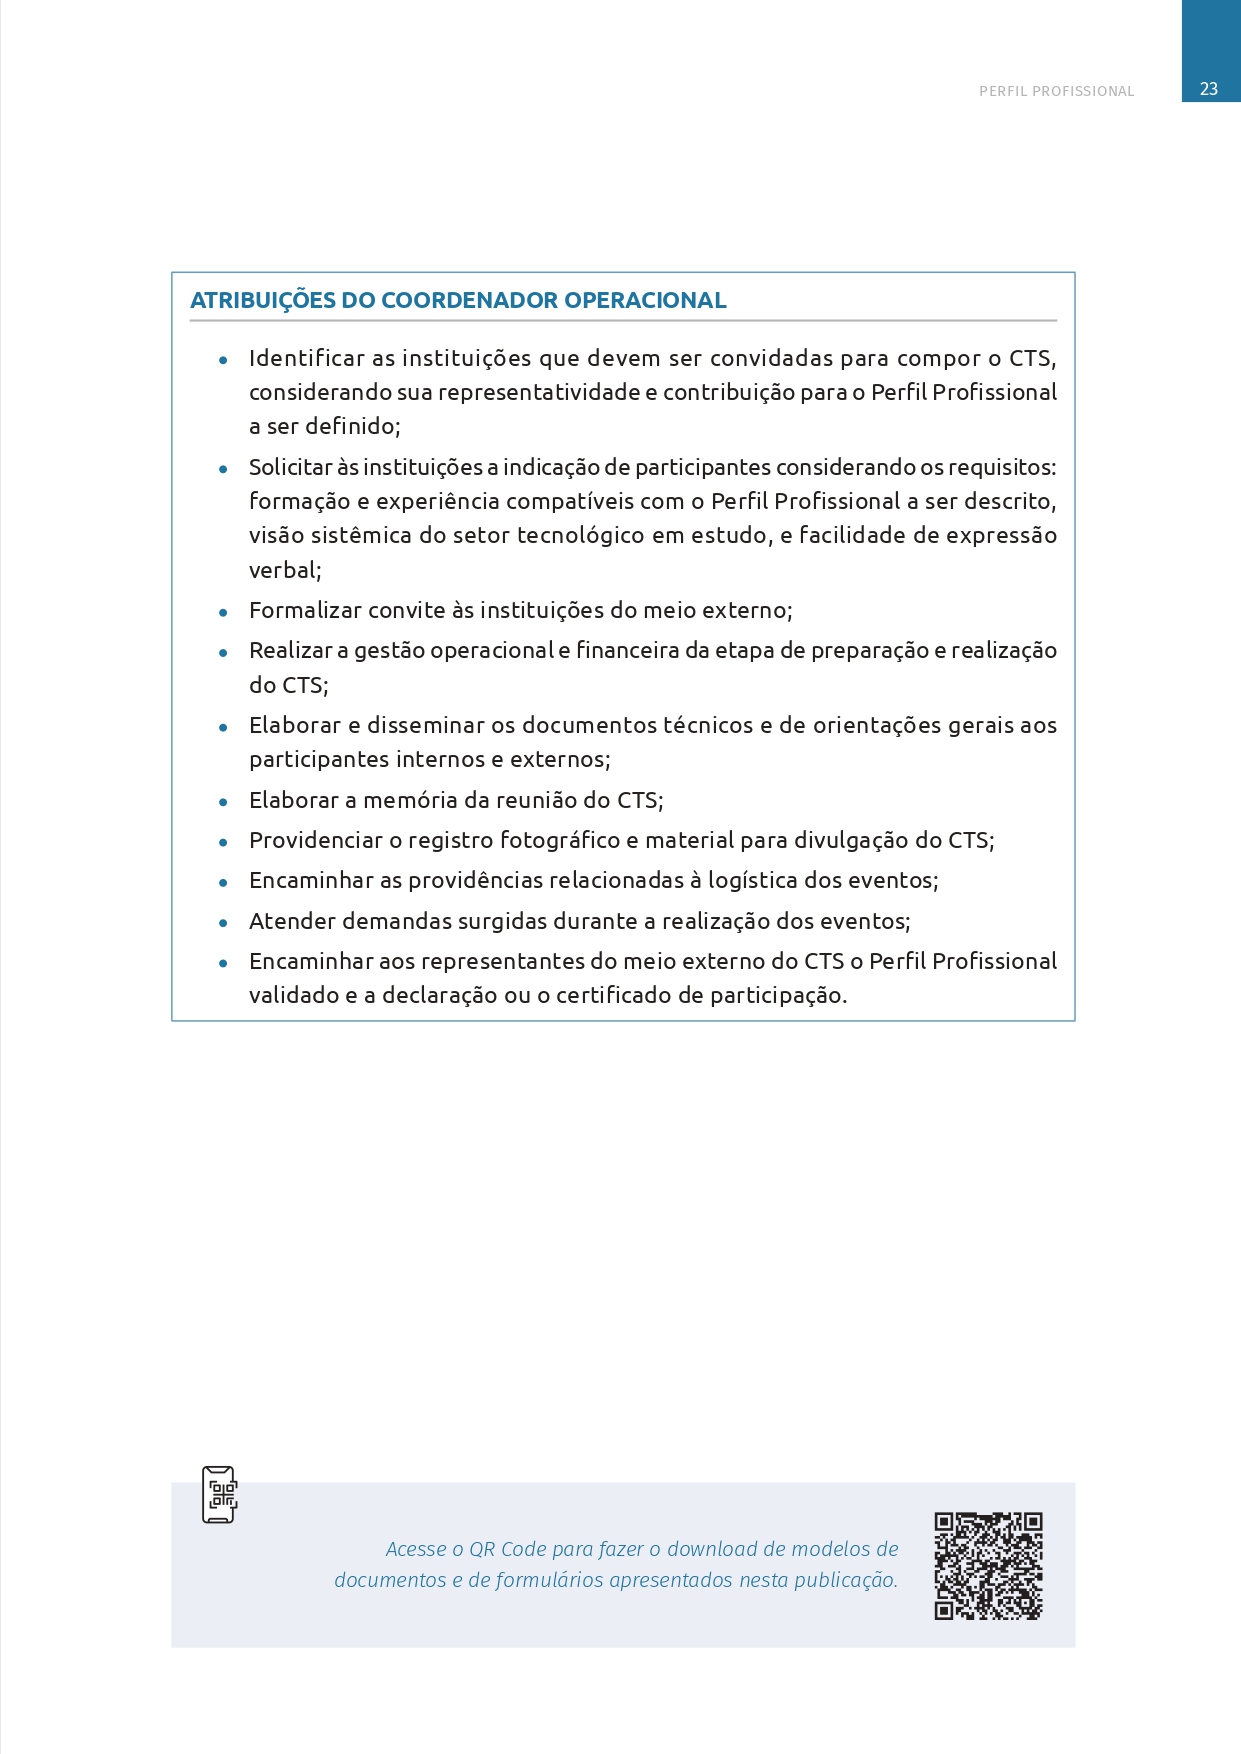 PERFIL PROFISSIONAL
23
ATRIBUIÇÕES DO COORDENADOR OPERACIONAL
• Identificar as instituições que devem ser convidadas para compor o CTS,
considerando sua representatividade e contribuição para o Perfil Profissional
a ser definido;
• Solicitar às instituições a indicação de participantes considerando os requisitos:
formação e experiência compatíveis com o Perfil Profissional a ser descrito,
visão sistêmica do setor tecnológico em estudo, e facilidade de expressão
verbal;
• Formalizar convite às instituições do meio externo;
• Realizar a gestão operacional e financeira da etapa de preparação e realização
do CTS;
• Elaborar e disseminar os documentos técnicos e de orientações gerais aos
participantes internos e externos;
• Elaborar a memória da reunião do CTS;
• Providenciar o registro fotográfico e material para divulgação do CTS;
• Encaminhar as providências relacionadas à logística dos eventos;
• Atender demandas surgidas durante a realização dos eventos;
• Encaminhar aos representantes do meio externo do CTS o Perfil Profissional
validado e a declaração ou o certificado de participação.
Acesse o QR Code para fazer o download de modelos de
documentos e de formulários apresentados nesta publicação.